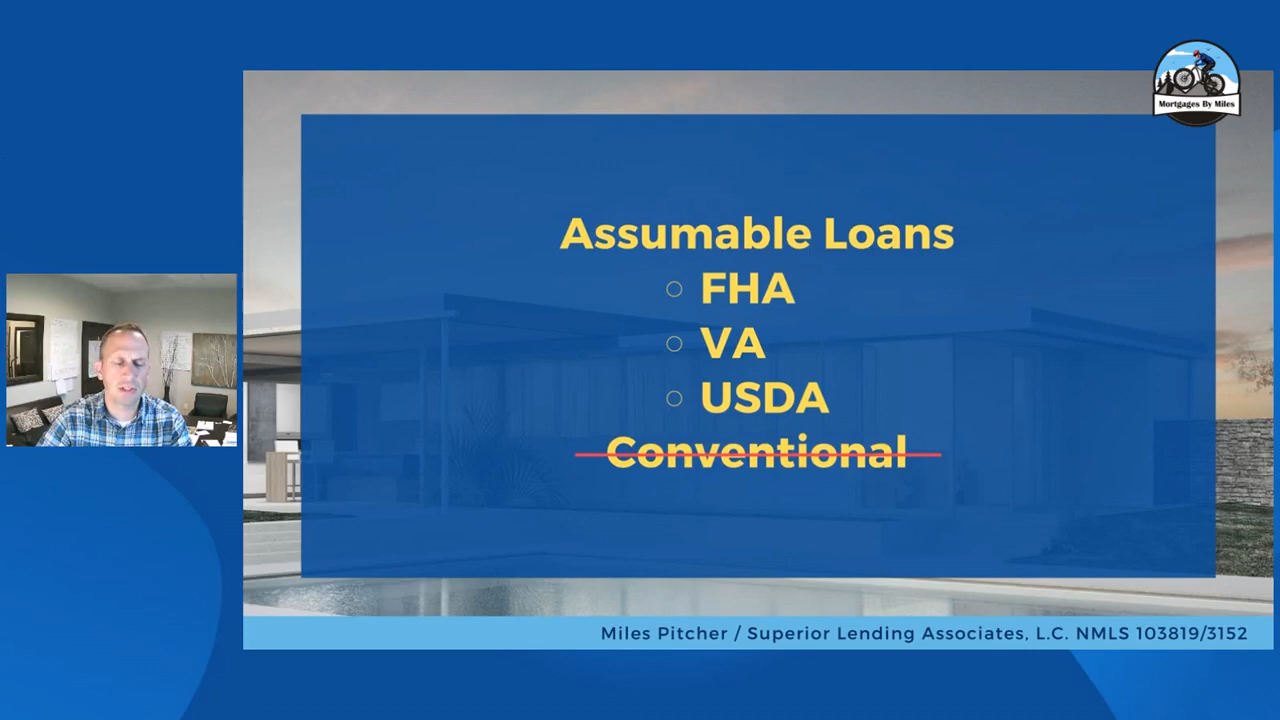 Mortgages By Miles
Assumable Loans
FHA
VA
USDA
Conventional
Miles Pitcher / Superior Lending Associates, L.C. NMLS 103819/3152